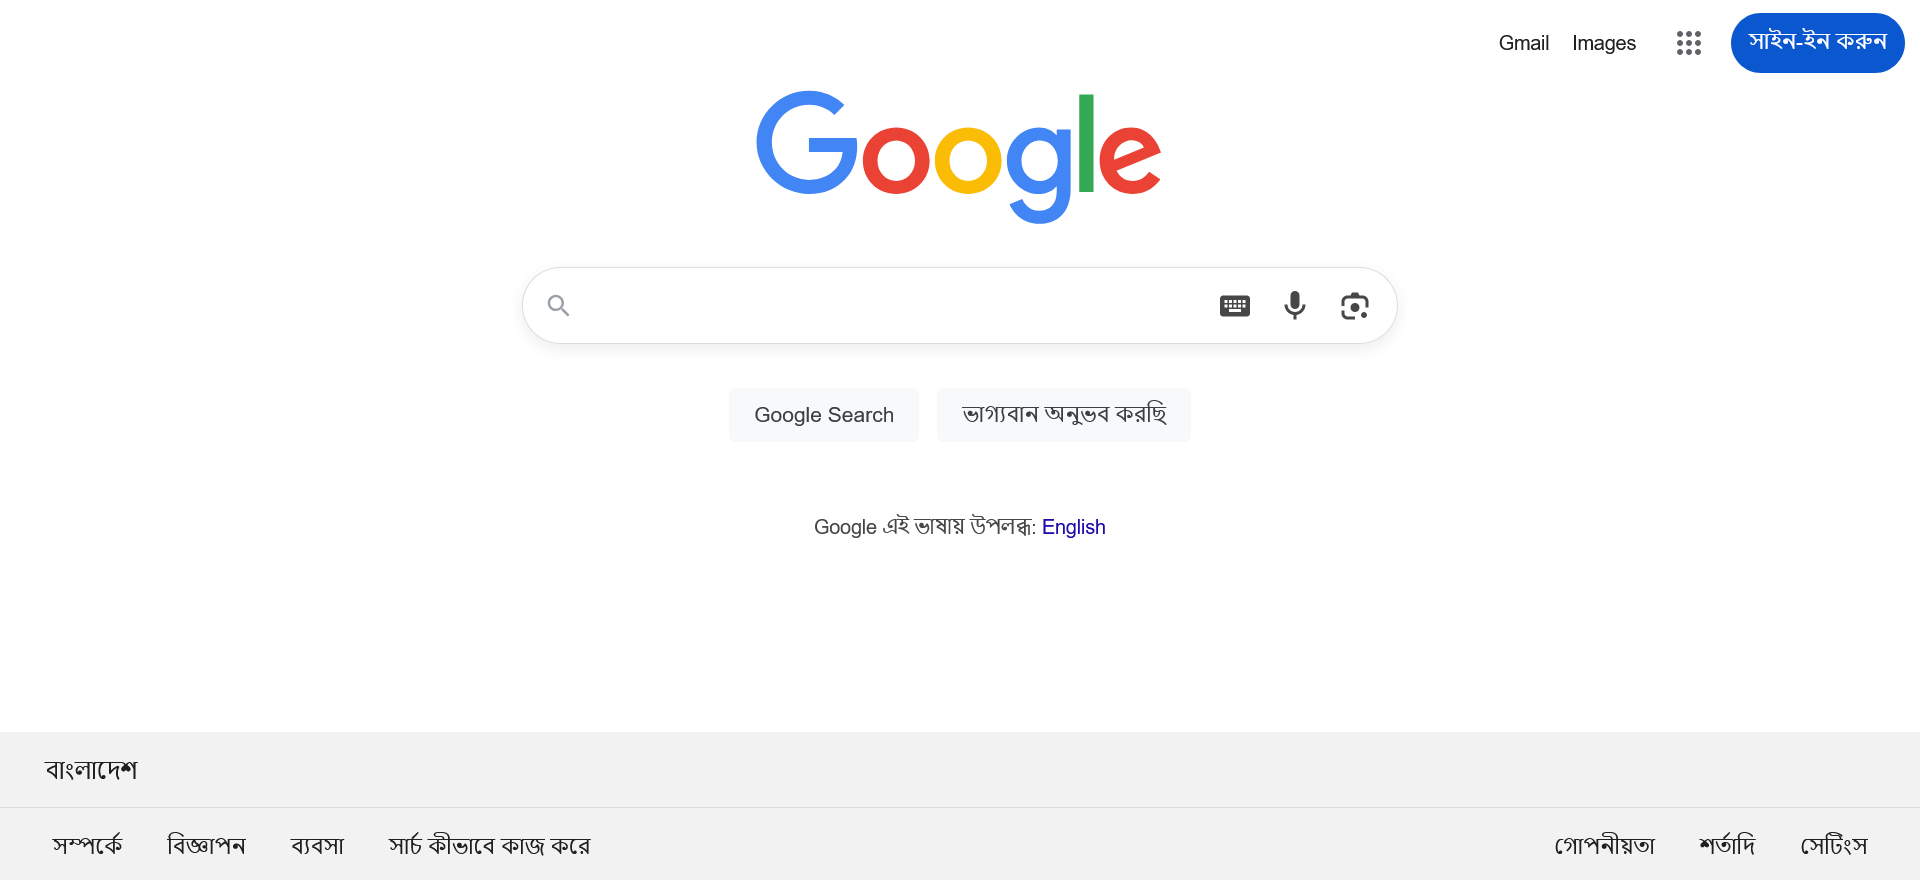 Gmail Images সাইন-ইন করুন
Google
Google Search ভাগ্যবান অনুভব করছি
Google এই ভাষায় উপলব্ধ: English
বাংলাদেশ
সম্পর্কে বিজ্ঞাপন ব্যবসা সার্চ কীভাবে কাজ করে গোপনীয়তা শর্তাদি সেটিংস